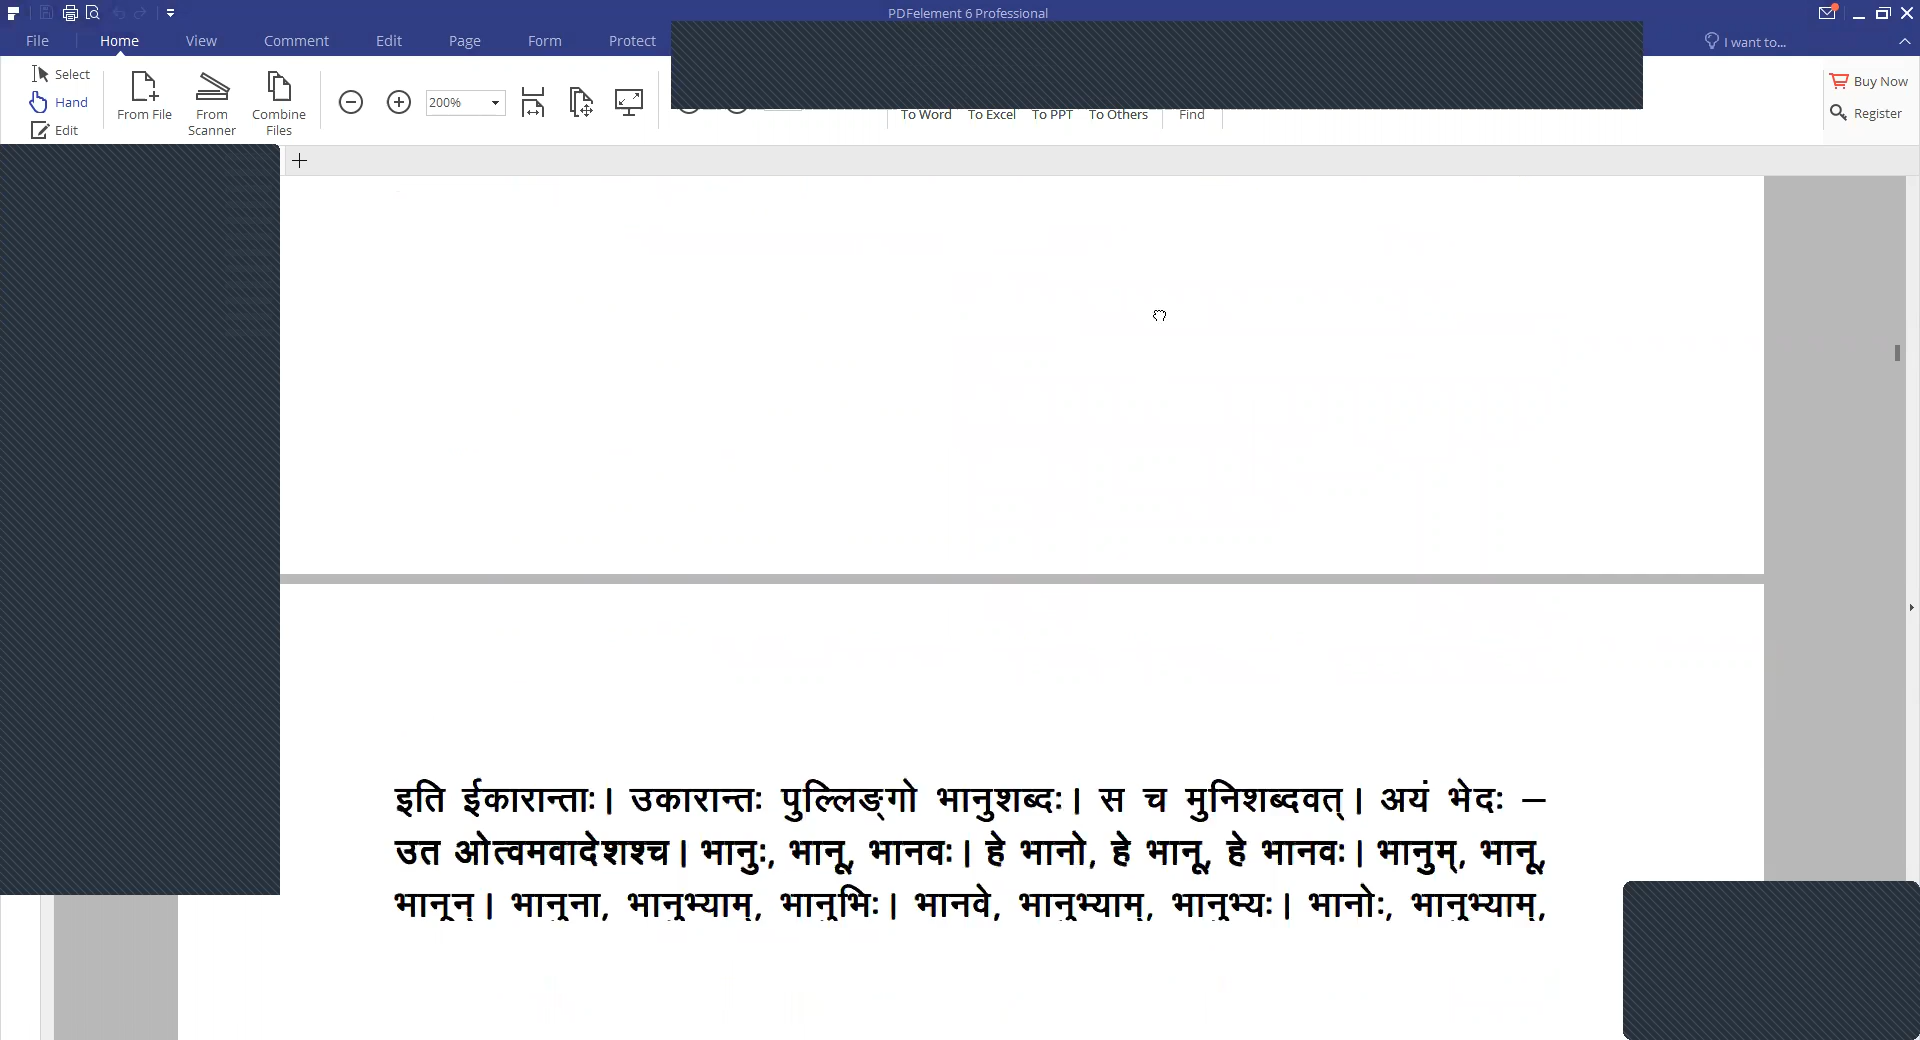 PDFelement 6 Professional
File Home View Comment Edit Page Form Protect
I want to...
Select
Hand
Edit
From File
From Scanner
Combine Files
200%
To Word To Excel To PPT To Others Find
Buy Now
Register
इति ईकारान्ताः। उकारान्तः पुल्लिङ्गो भानुशब्दः। स च मुनिशब्दवत्। अयं भेदः –
उत ओत्वमवादेशश्च। भानुः, भानू, भानवः। हे भानो, हे भानू, हे भानवः। भानुम्, भानू,
भानून्। भानुना, भानुभ्याम्, भानुभिः। भानवे, भानुभ्याम्, भानुभ्यः। भानोः, भानुभ्याम्,